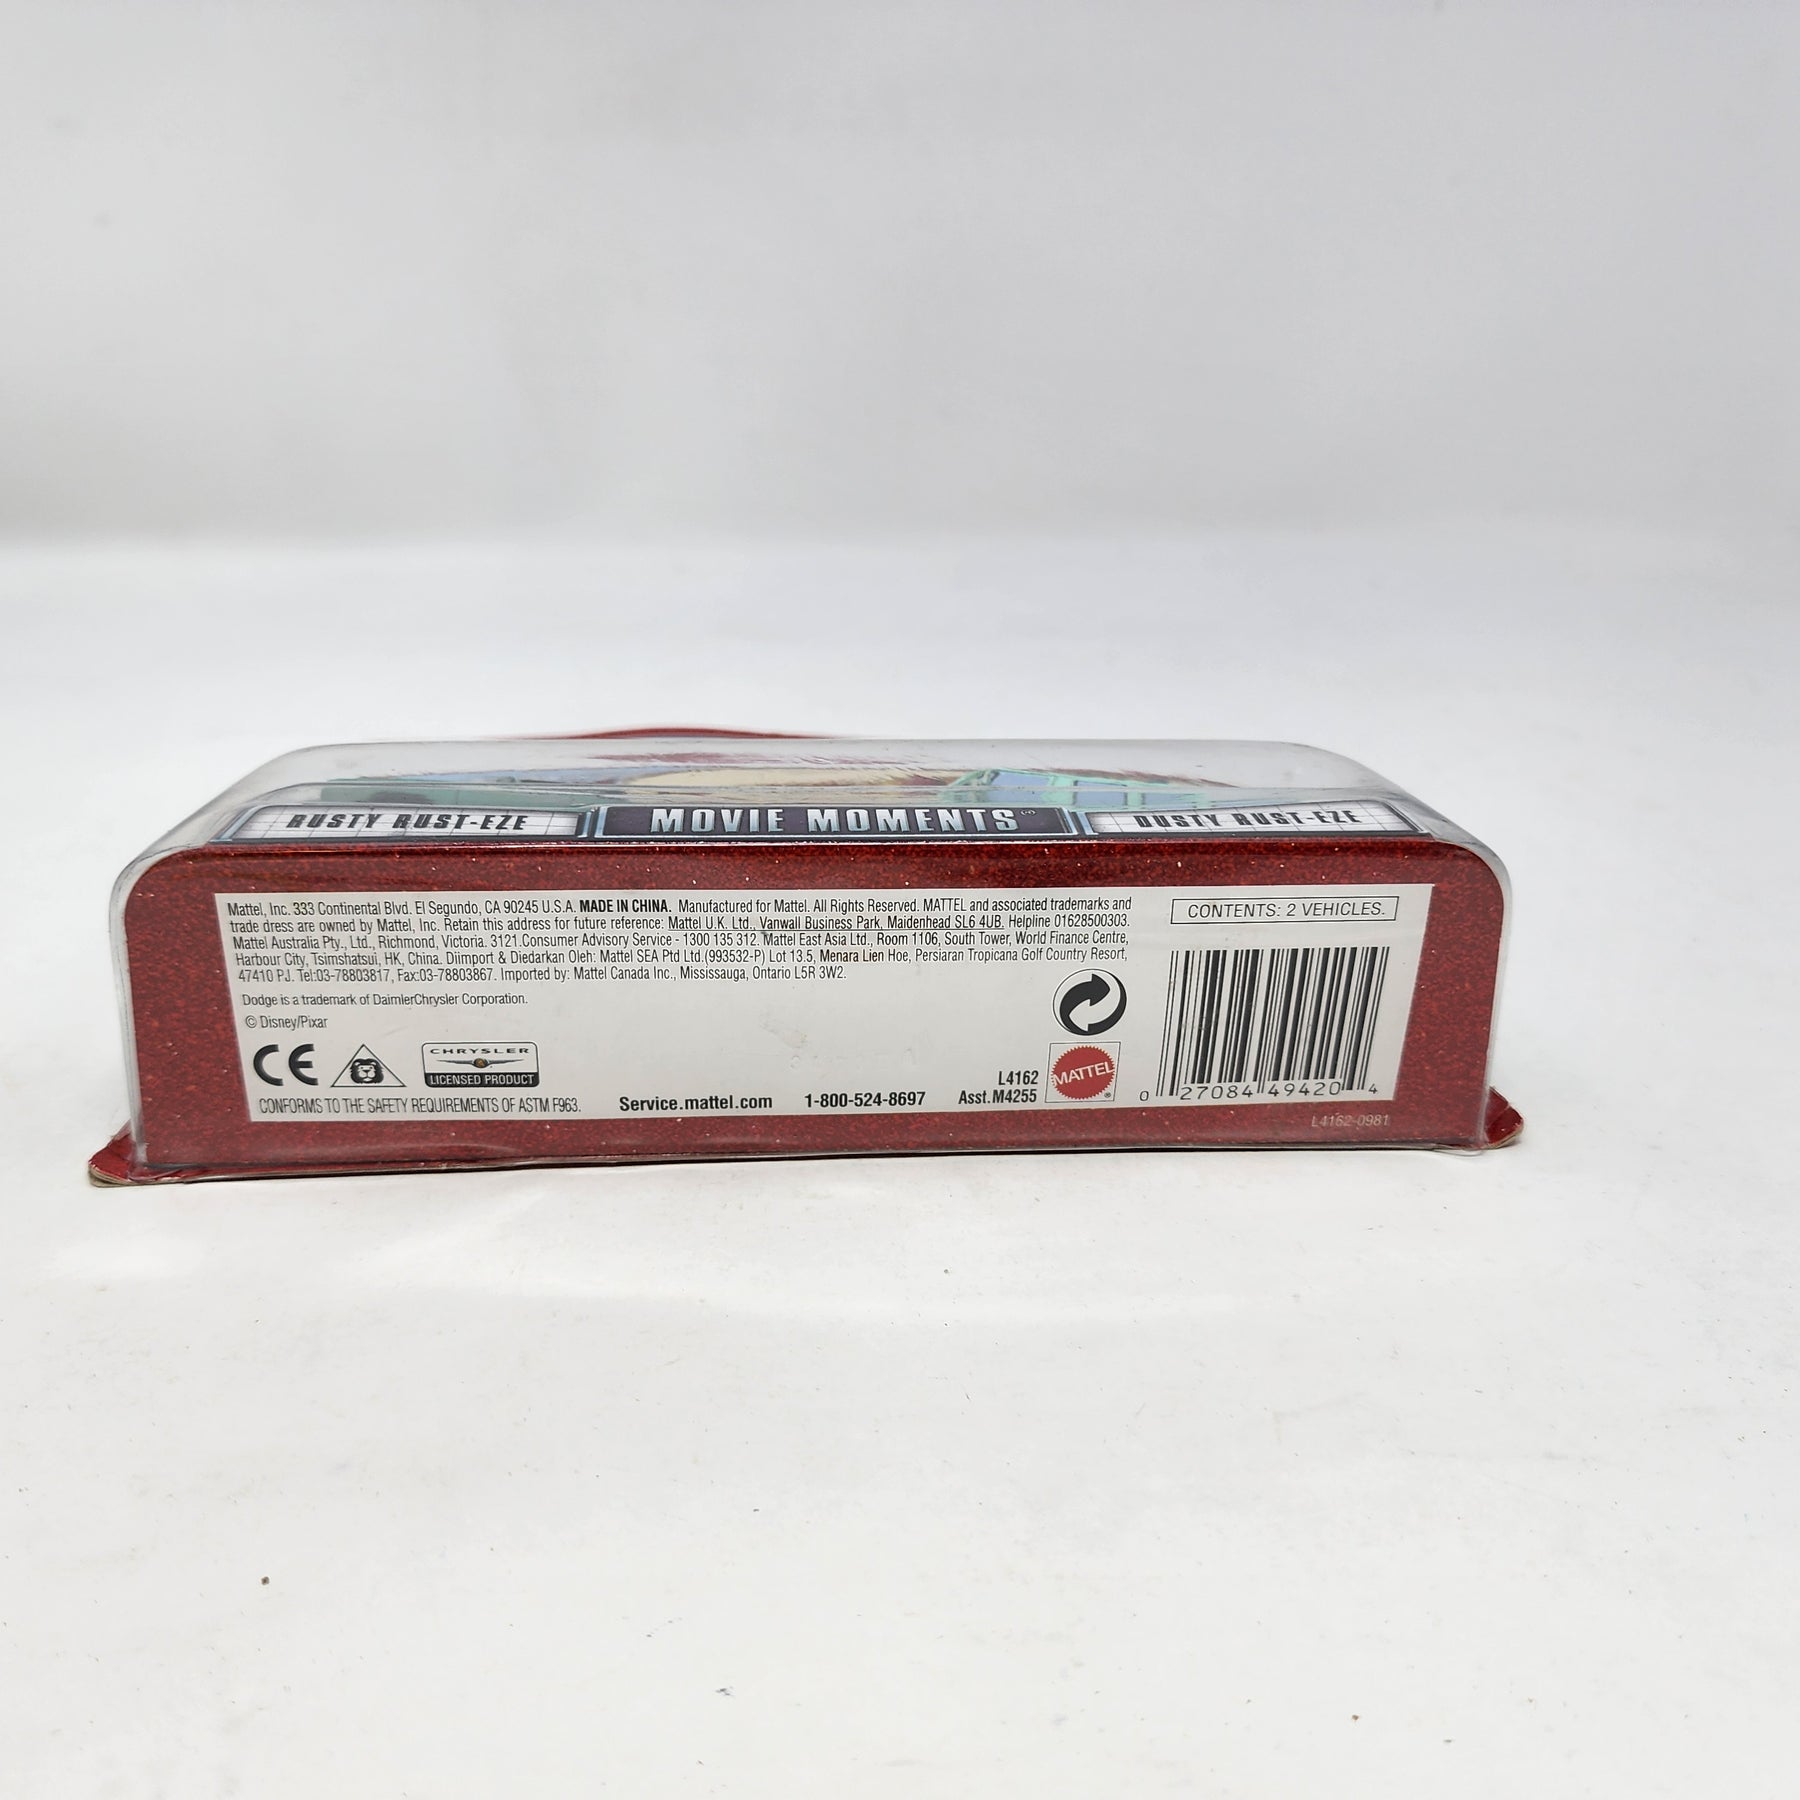 RUSTY RUST-EZE
MOVIE MOMENTS
DUSTY RUST-EZE
Mattel, Inc. 333 Continental Blvd. El Segundo, CA 90245 U.S.A. MADE IN CHINA. Manufactured for Mattel. All Rights Reserved. MATTEL and associated trademarks and
trade dress are owned by Mattel, Inc. Retain this address for future reference: Mattel U.K. Ltd., Vanwall Business Park, Maidenhead SL6 4UB. Helpline 01628500303.
Mattel Australia Pty., Ltd., Richmond, Victoria. 3121.Consumer Advisory Service - 1300 135 312. Mattel East Asia Ltd., Room 1106, South Tower, World Finance Centre,
Harbour City, Tsimshatsui, HK, China. Diimport & Diedarkan Oleh: Mattel SEA Ptd Ltd.(993532-P) Lot 13.5, Menara Lien Hoe, Persiaran Tropicana Golf Country Resort,
47410 PJ. Tel:03-78803817, Fax:03-78803867. Imported by: Mattel Canada Inc., Mississauga, Ontario L5R 3W2.
Dodge is a trademark of DaimlerChrysler Corporation.
© Disney/Pixar
CE
CHRYSLER
LICENSED PRODUCT
CONFORMS TO THE SAFETY REQUIREMENTS OF ASTM F963.
Service.mattel.com
1-800-524-8697
L4162
Asst.M4255
MATTEL
®
CONTENTS: 2 VEHICLES.
0 27084 49420 4
L4162-0981